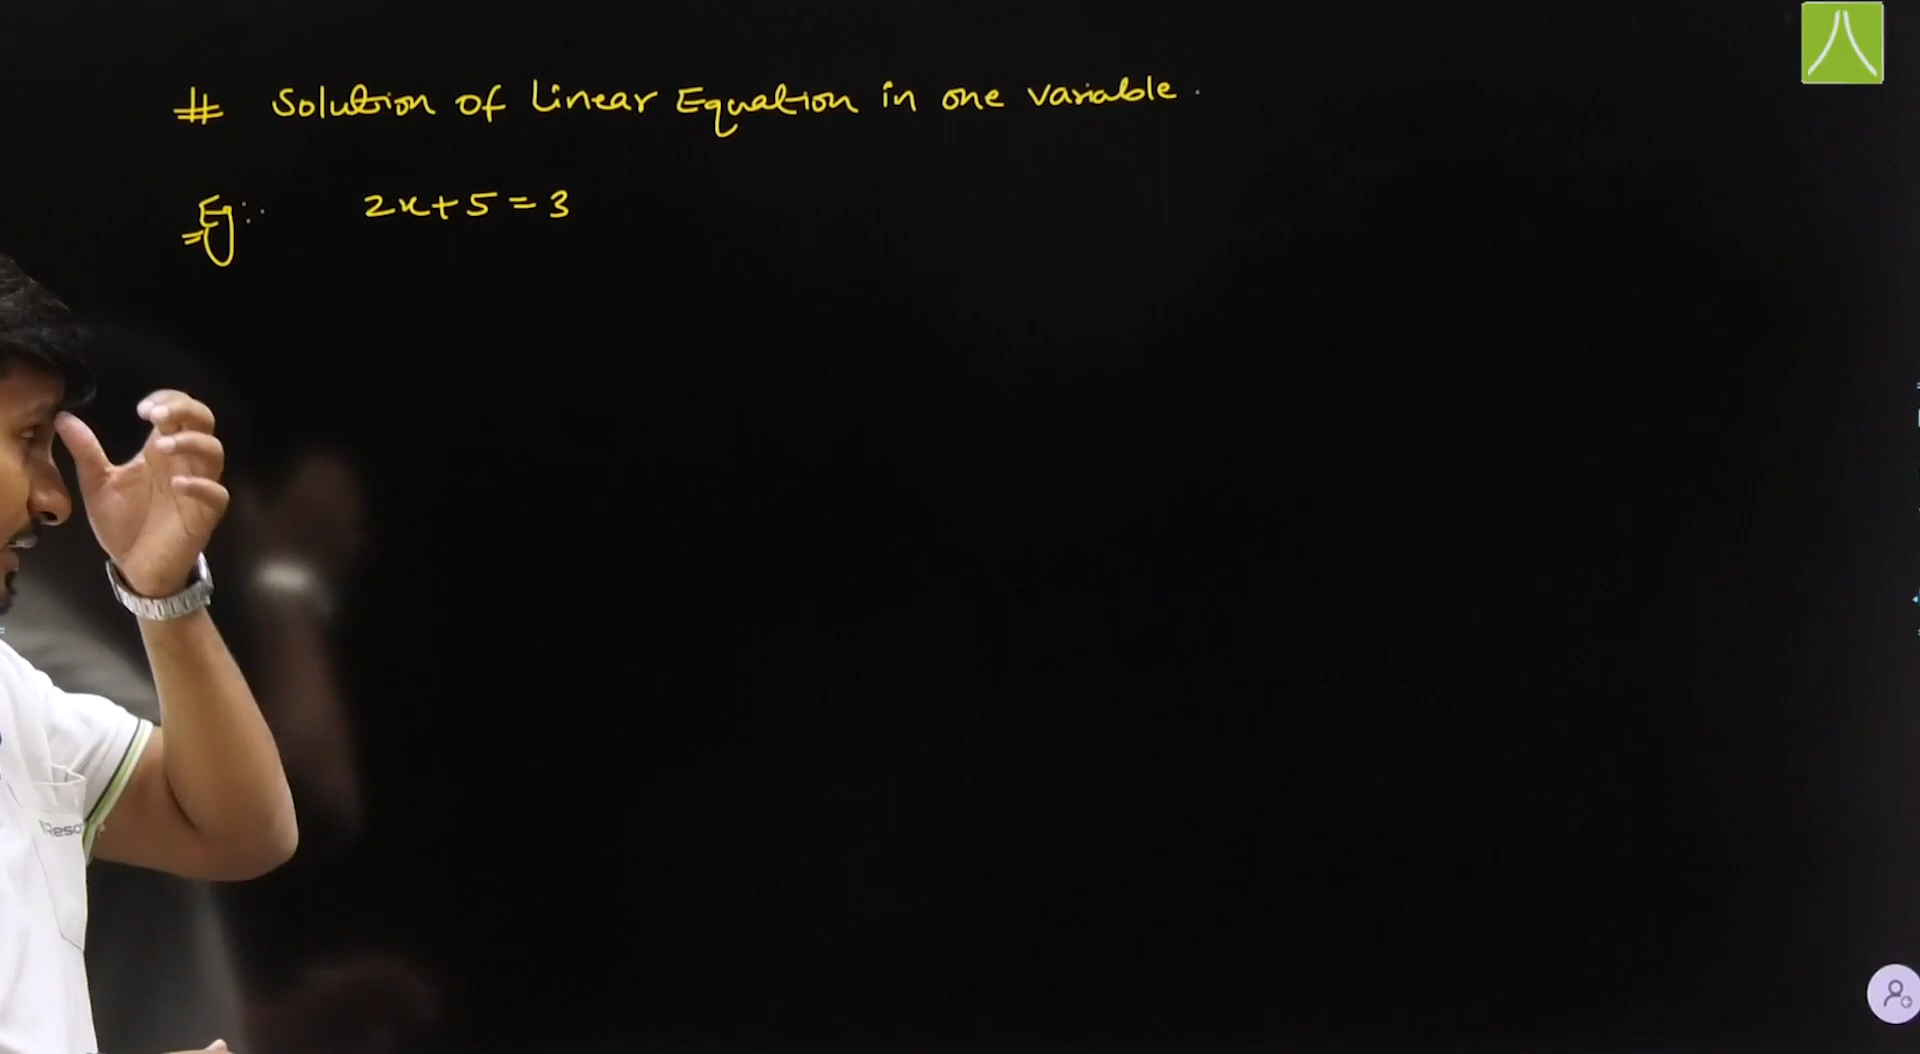 # Solution of Linear Equation in one variable.
Eg:- 2x+5=3